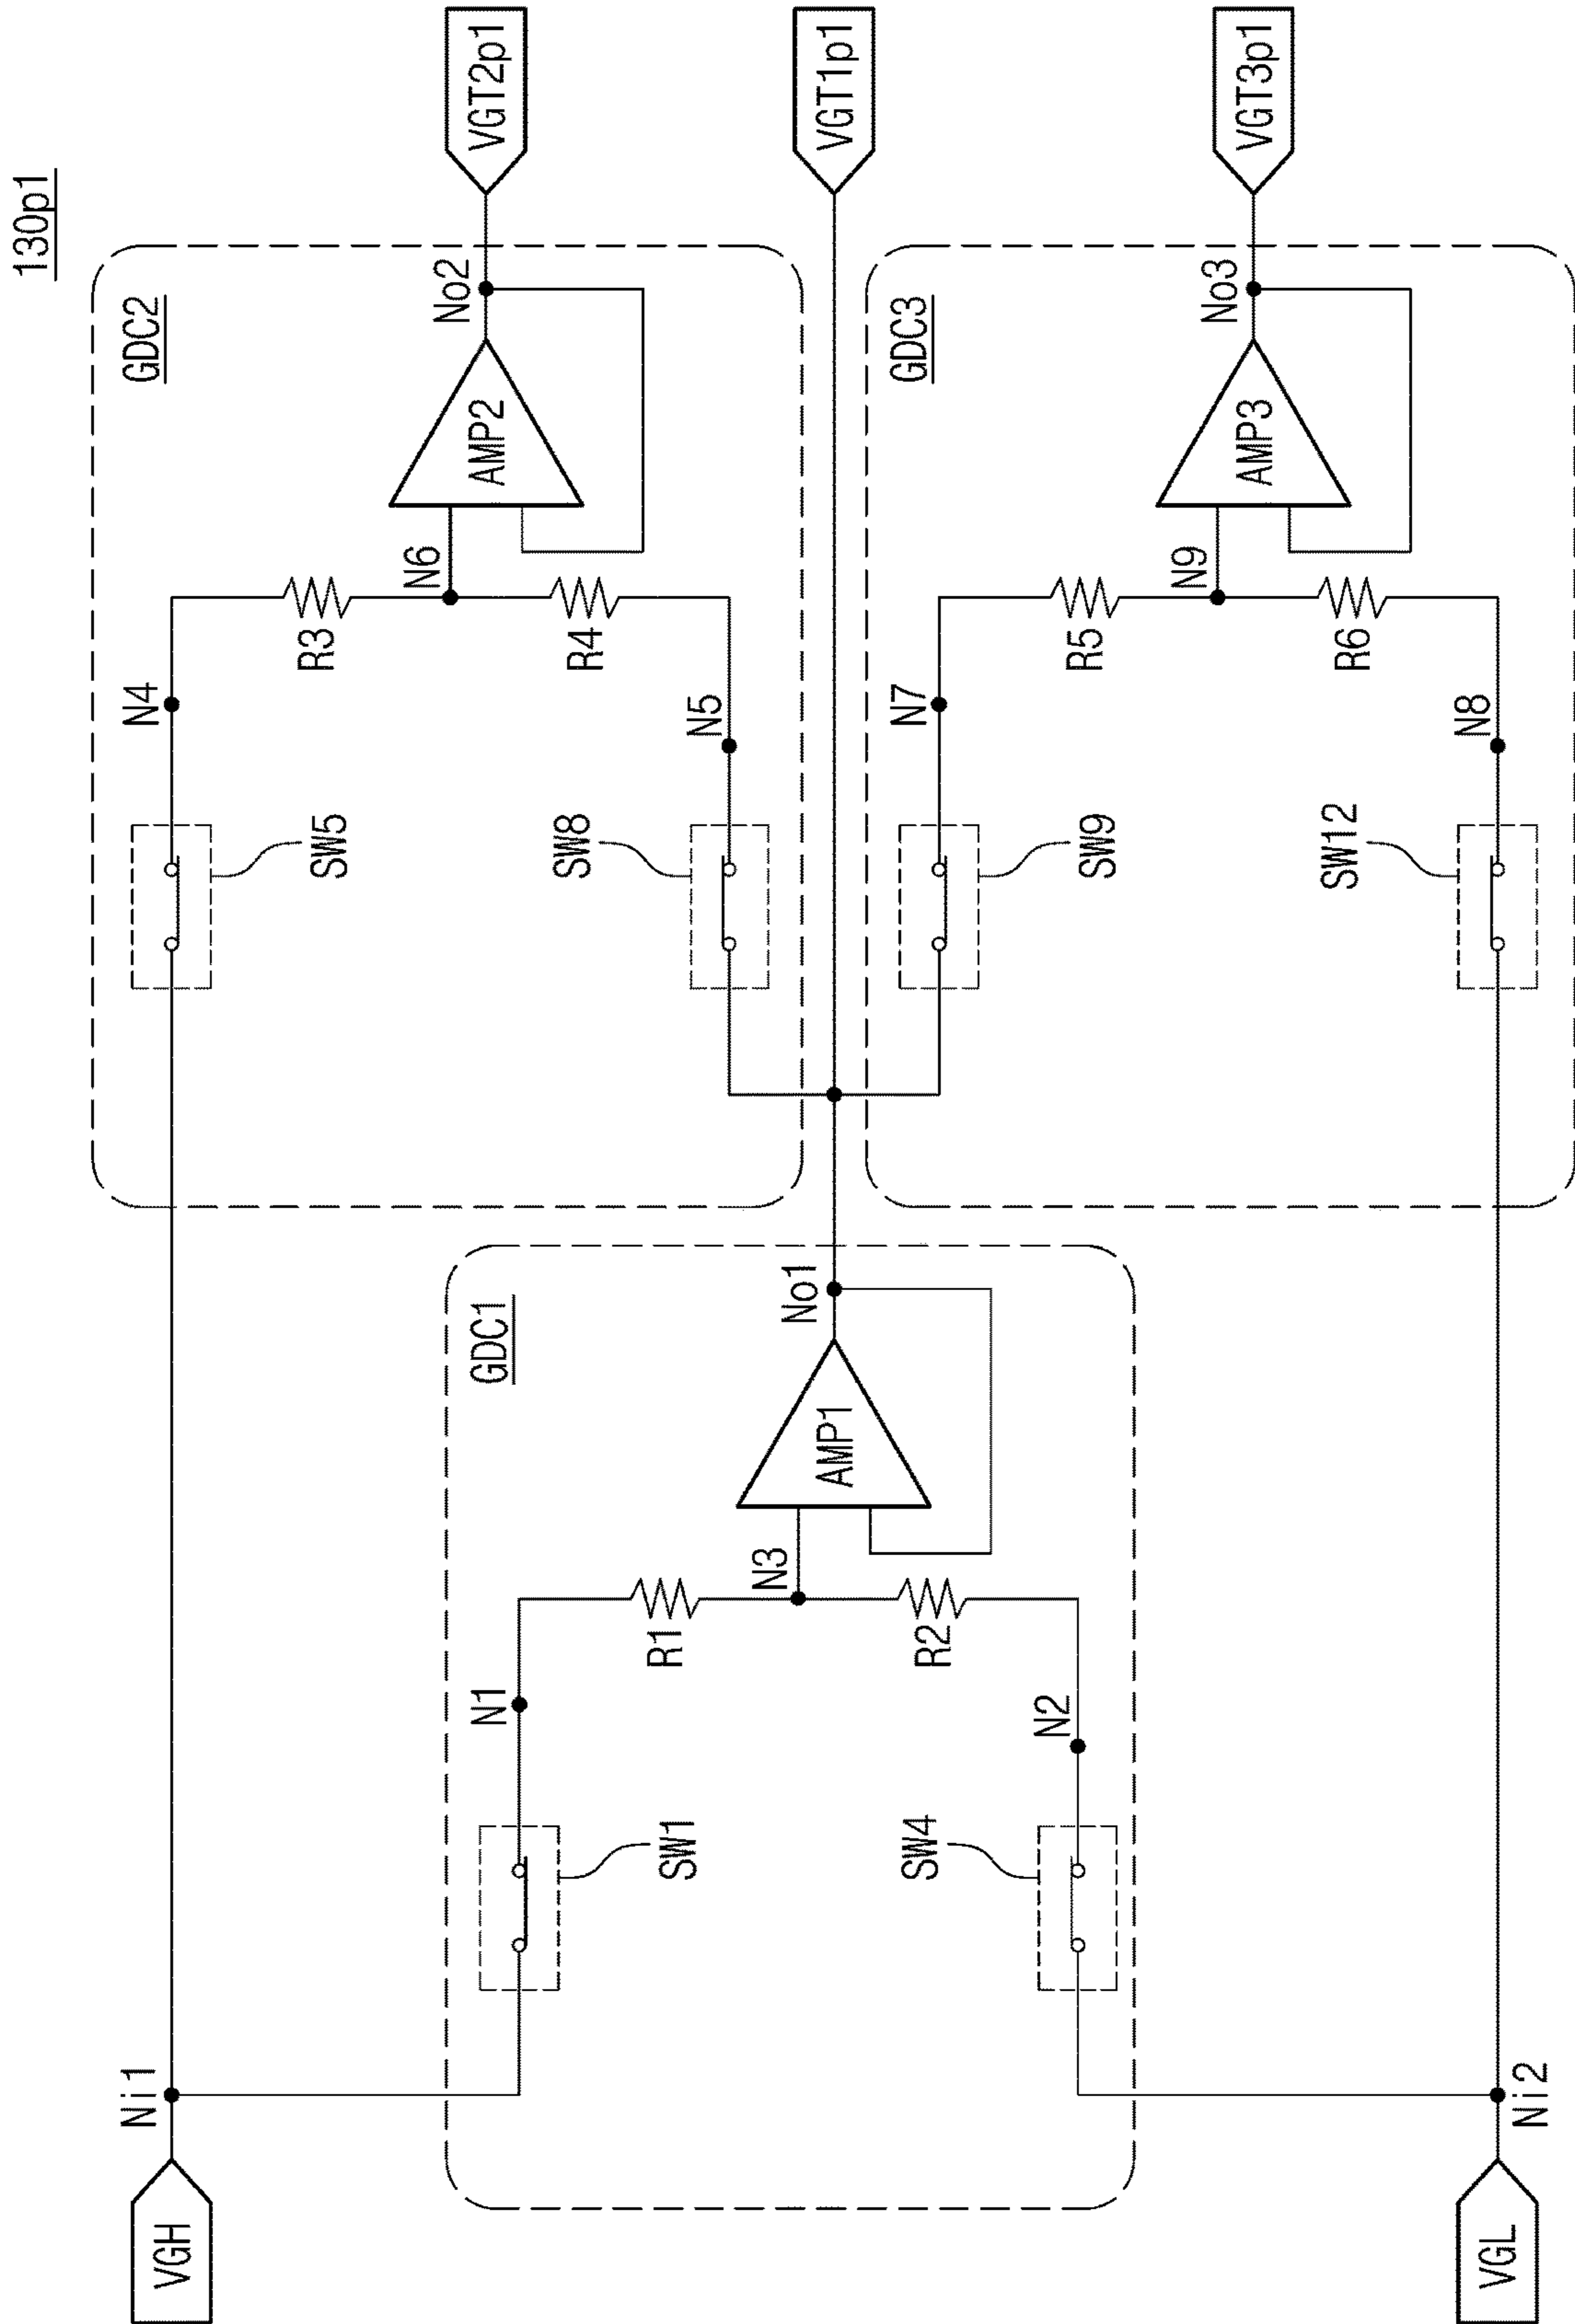 130p1
VGH
Ni1
GDC1
SW1
N1
R1
N3
AMP1
No1
R2
N2
SW4
VGL
Ni2
GDC2
SW5
N4
R3
N6
AMP2
No2
R4
N5
SW8
VGT2p1
VGT1p1
GDC3
SW9
N7
R5
N9
AMP3
No3
R6
N8
SW12
VGT3p1